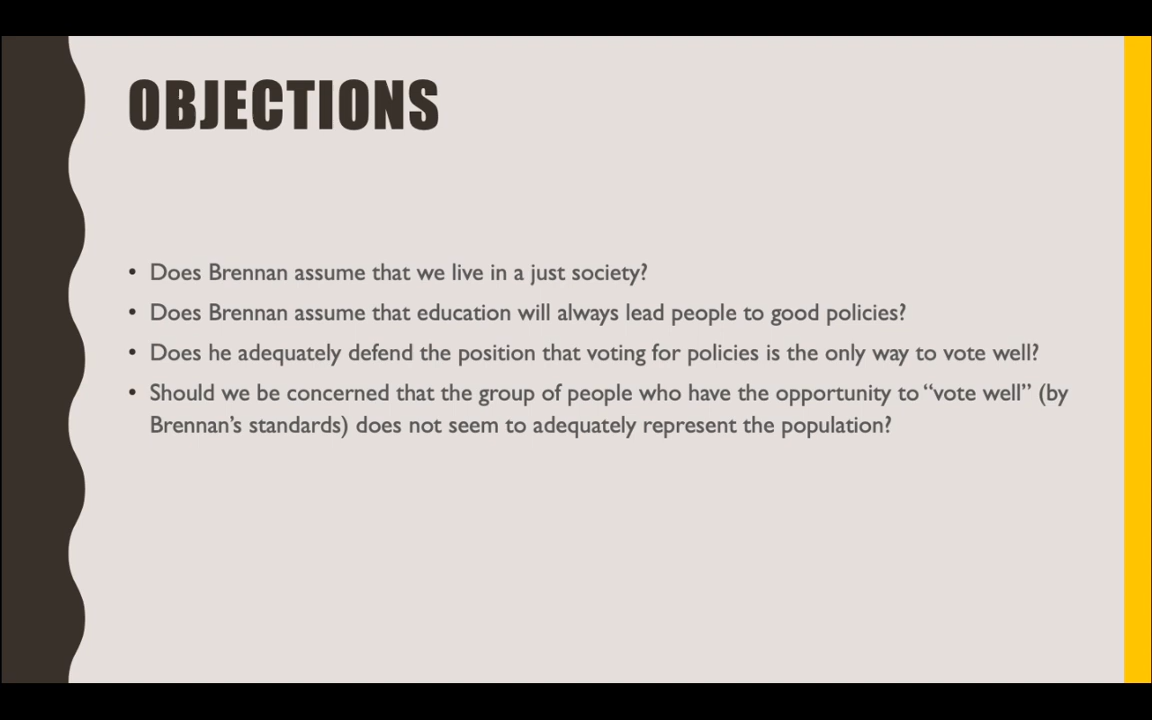 OBJECTIONS
• Does Brennan assume that we live in a just society?
• Does Brennan assume that education will always lead people to good policies?
• Does he adequately defend the position that voting for policies is the only way to vote well?
• Should we be concerned that the group of people who have the opportunity to “vote well” (by
Brennan’s standards) does not seem to adequately represent the population?